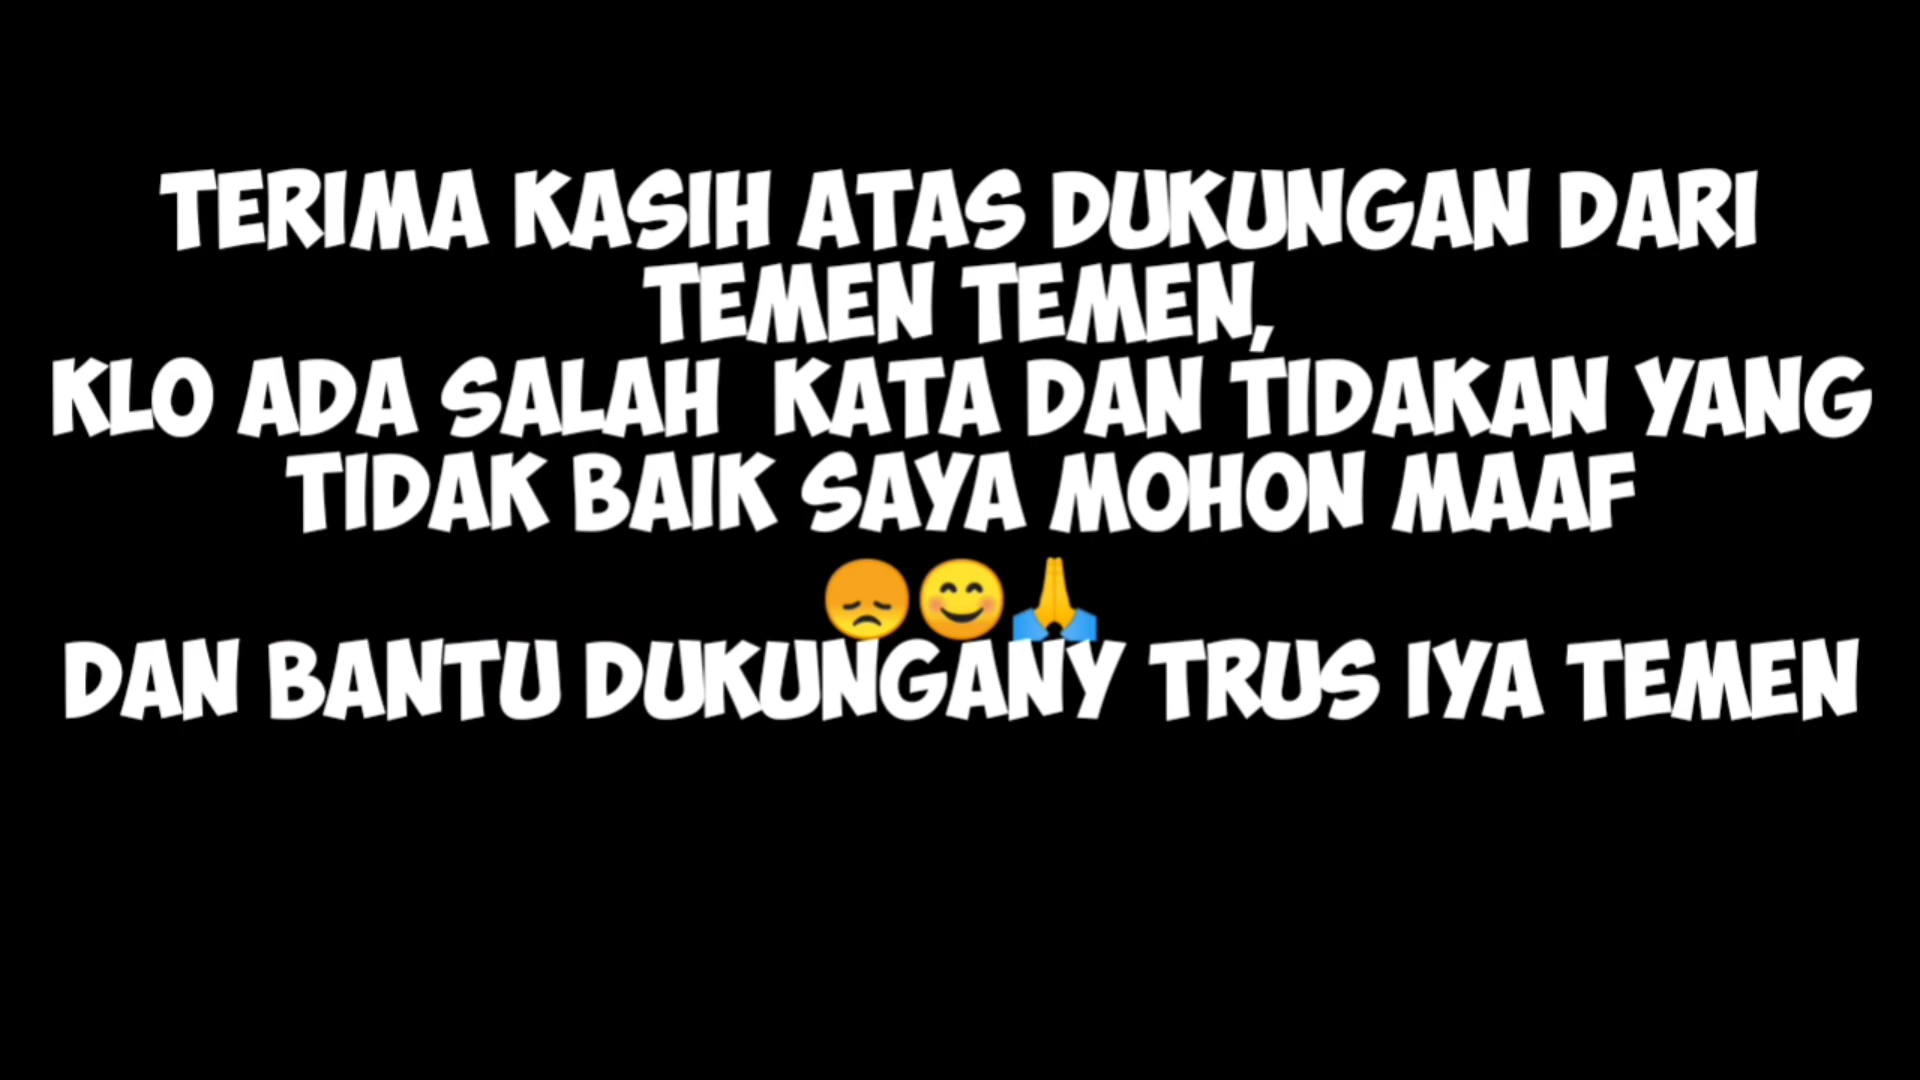 TERIMA KASIH ATAS DUKUNGAN DARI
TEMEN TEMEN,
KLO ADA SALAH  KATA DAN TIDAKAN YANG
TIDAK BAIK SAYA MOHON MAAF
😞😊🙏
DAN BANTU DUKUNGANY TRUS IYA TEMEN